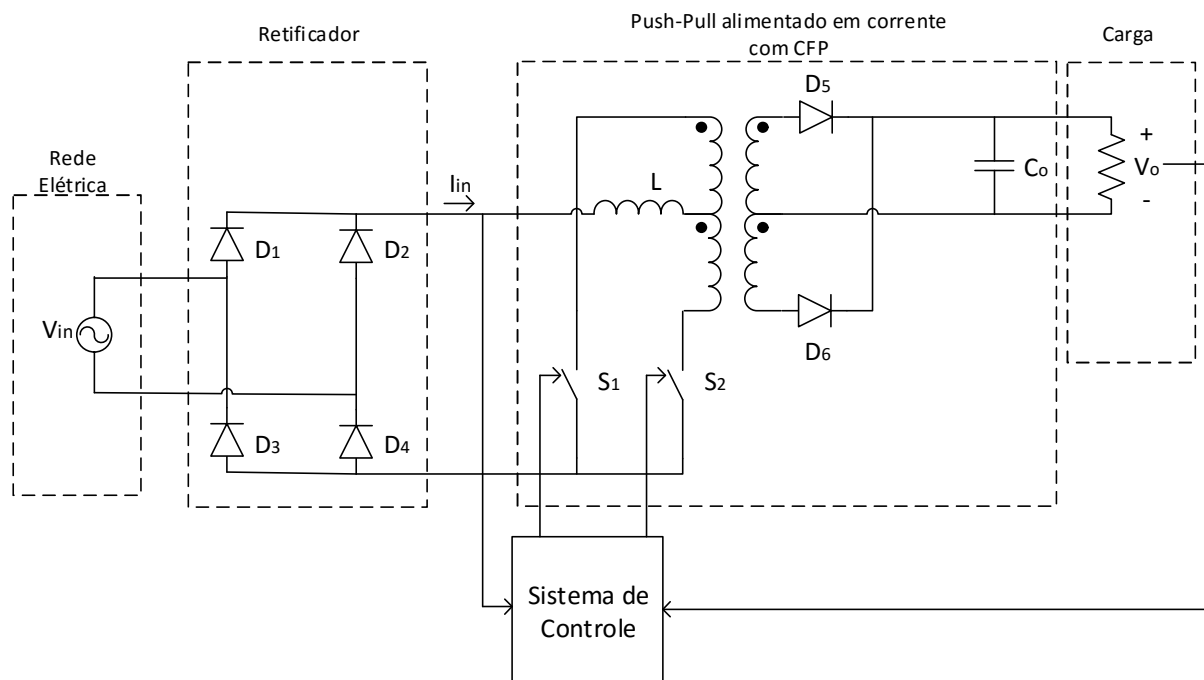 Retificador
Push-Pull alimentado em corrente
com CFP
Carga
Rede
Elétrica
Iin
L
D5
D6
Co
+
Vo
-
D1
D2
Vin
D3
D4
S1
S2
Sistema de
Controle